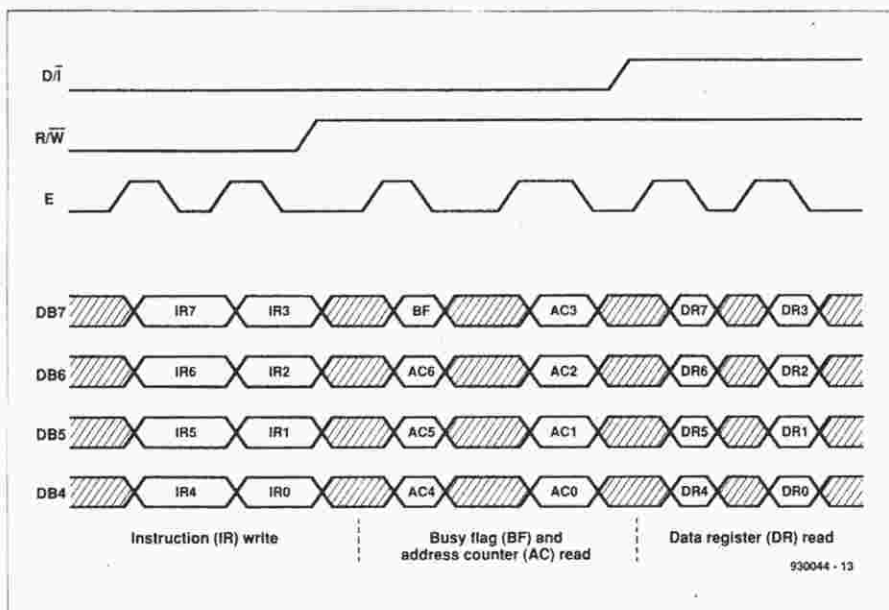 D/Ī
R/W̅
E
DB7 IR7 IR3 BF AC3 DR7 DR3
DB6 IR6 IR2 AC6 AC2 DR6 DR2
DB5 IR5 IR1 AC5 AC1 DR5 DR1
DB4 IR4 IR0 AC4 AC0 DR4 DR0
Instruction (IR) write Busy flag (BF) and Data register (DR) read
address counter (AC) read
930044 - 13